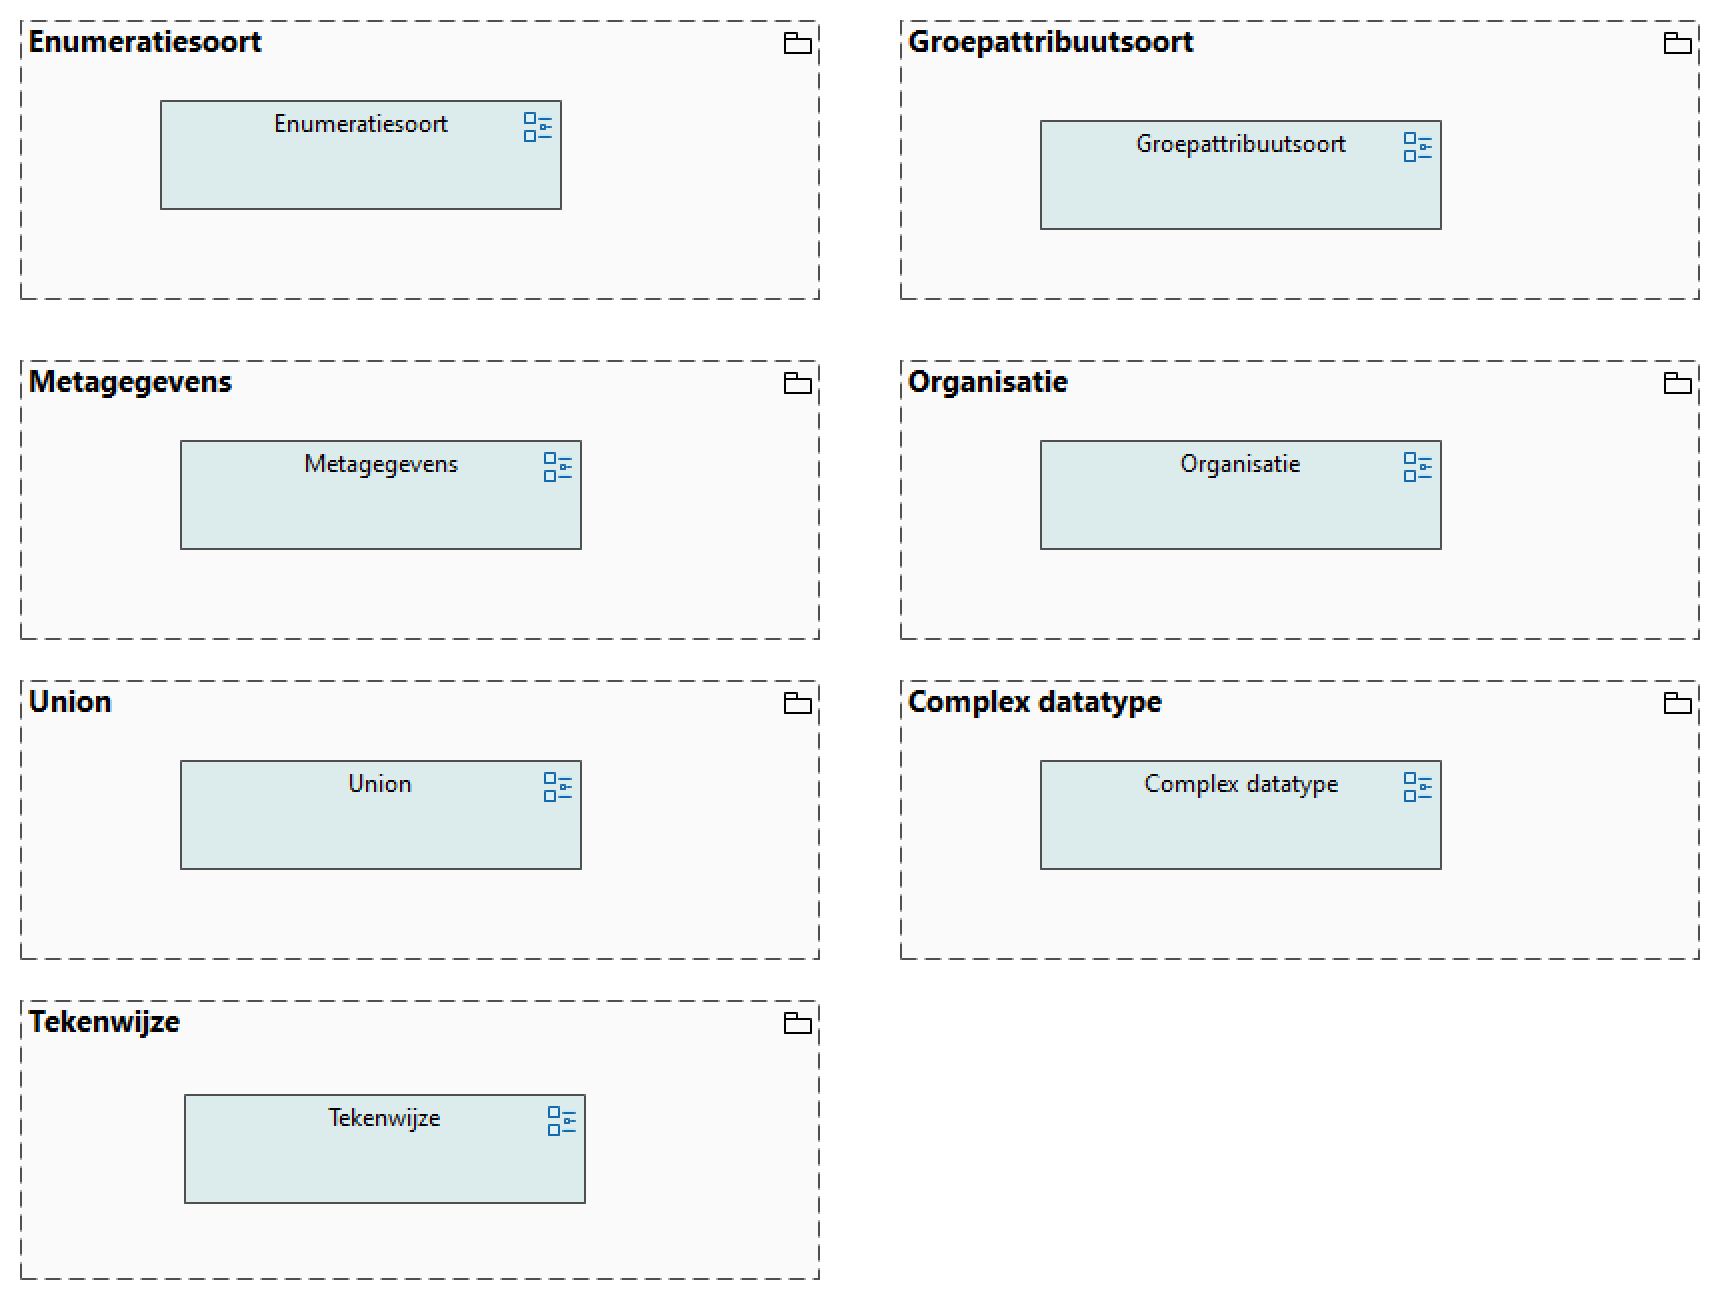 Enumeratiesoort
Enumeratiesoort
Groepattribuutsoort
Groepattribuutsoort
Metagegevens
Metagegevens
Organisatie
Organisatie
Union
Union
Complex datatype
Complex datatype
Tekenwijze
Tekenwijze